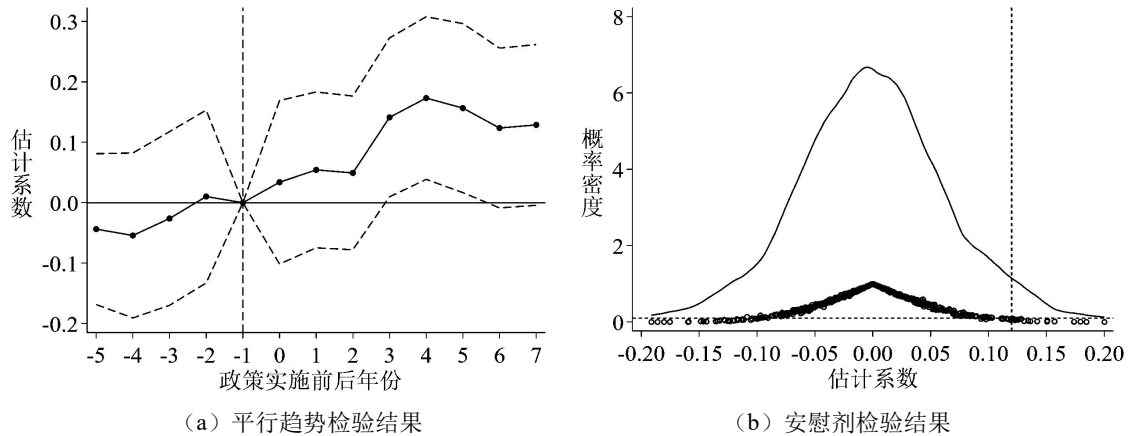 0.3
0.2
0.1
0.0
-0.1
-0.2
估计系数
-5 -4 -3 -2 -1 0 1 2 3 4 5 6 7
政策实施前后年份
(a) 平行趋势检验结果
8
6
4
2
0
概率密度
-0.20 -0.15 -0.10 -0.05 0.00 0.05 0.10 0.15 0.20
估计系数
(b) 安慰剂检验结果